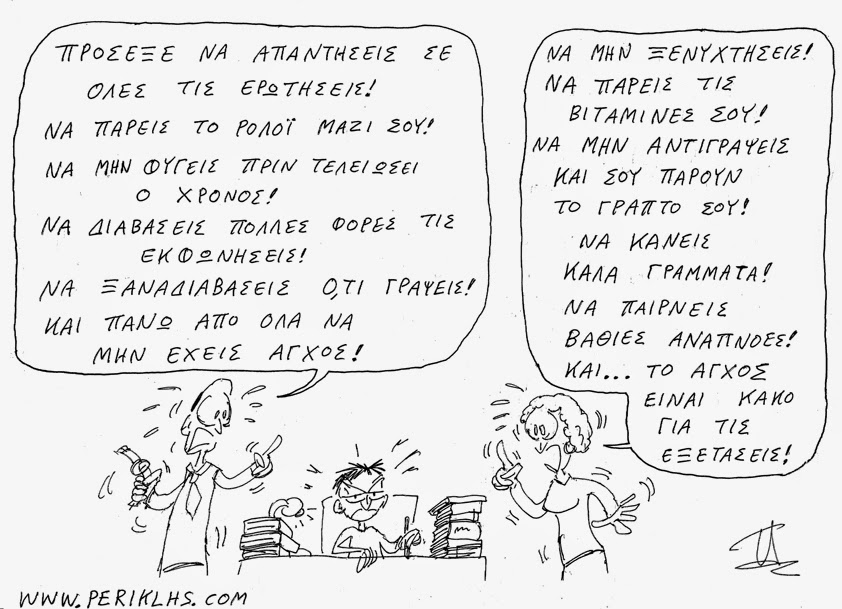 ΠΡΟΣΕΞΕ ΝΑ ΑΠΑΝΤΗΣΕΙΣ ΣΕ
ΟΛΕΣ ΤΙΣ ΕΡΩΤΗΣΕΙΣ!
ΝΑ ΠΑΡΕΙΣ ΤΟ ΡΟΛΟΪ ΜΑΖΙ ΣΟΥ!
ΝΑ ΜΗΝ ΦΥΓΕΙΣ ΠΡΙΝ ΤΕΛΕΙΩΣΕΙ
Ο ΧΡΟΝΟΣ!
ΝΑ ΔΙΑΒΑΣΕΙΣ ΠΟΛΛΕΣ ΦΟΡΕΣ ΤΙΣ
ΕΚΦΩΝΗΣΕΙΣ!
ΝΑ ΞΑΝΑΔΙΑΒΑΣΕΙΣ Ο,ΤΙ ΓΡΑΨΕΙΣ!
ΚΑΙ ΠΑΝΩ ΑΠΟ ΟΛΑ ΝΑ
ΜΗΝ ΕΧΕΙΣ ΑΓΧΟΣ!
ΝΑ ΜΗΝ ΞΕΝΥΧΤΗΣΕΙΣ!
ΝΑ ΠΑΡΕΙΣ ΤΙΣ
ΒΙΤΑΜΙΝΕΣ ΣΟΥ!
ΝΑ ΜΗΝ ΑΝΤΙΓΡΑΨΕΙΣ
ΚΑΙ ΣΟΥ ΠΑΡΟΥΝ
ΤΟ ΓΡΑΠΤΟ ΣΟΥ!
ΝΑ ΚΑΝΕΙΣ
ΚΑΛΑ ΓΡΑΜΜΑΤΑ!
ΝΑ ΠΑΙΡΝΕΙΣ
ΒΑΘΙΕΣ ΑΝΑΠΝΟΕΣ!
ΚΑΙ... ΤΟ ΑΓΧΟΣ
ΕΙΝΑΙ ΚΑΚΟ
ΓΙΑ ΤΙΣ
ΕΞΕΤΑΣΕΙΣ!
WWW.PERIKLHS.COM